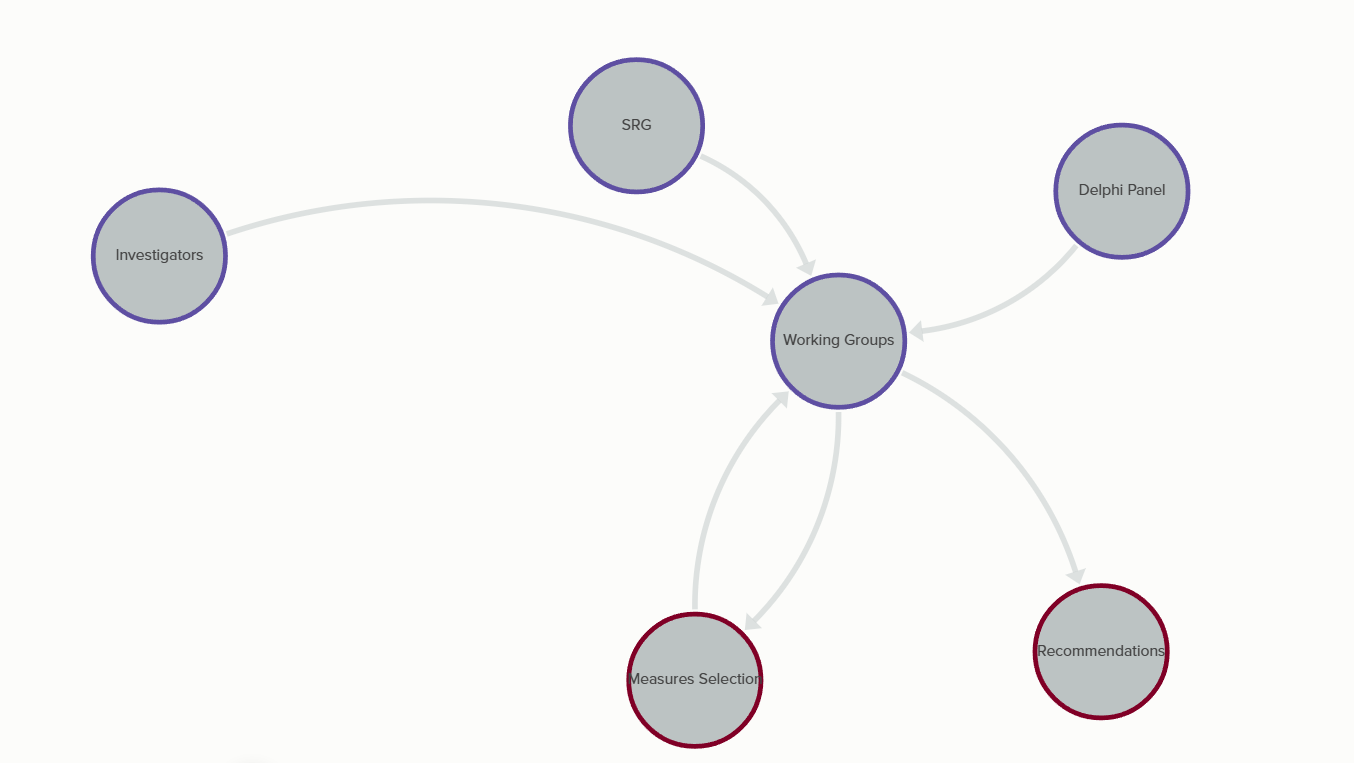 SRG
Delphi Panel
Investigators
Working Groups
Recommendations
Measures Selection